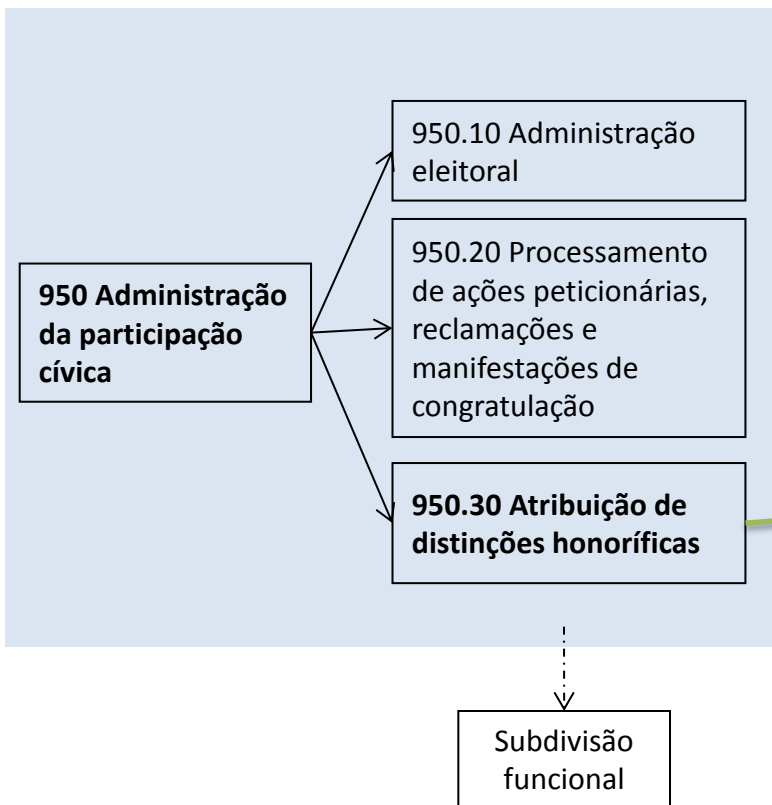 950.10 Administração
eleitoral
950.20 Processamento
de ações peticionárias,
reclamações e
manifestações de
congratulação
950 Administração
da participação
cívica
950.30 Atribuição de
distinções honoríficas
Subdivisão
funcional